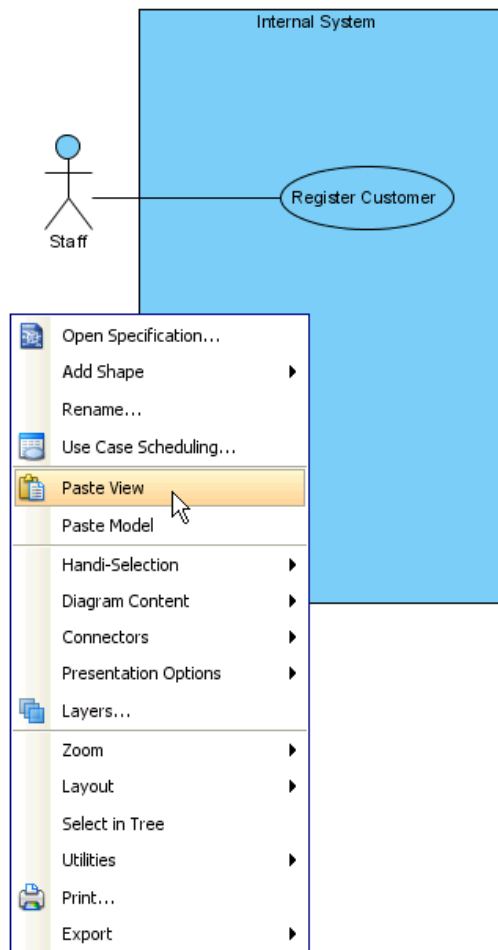 Internal System
Register Customer
Staff
Open Specification...
Add Shape
Rename...
Use Case Scheduling...
Paste View
Paste Model
Handi-Selection
Diagram Content
Connectors
Presentation Options
Layers...
Zoom
Layout
Select in Tree
Utilities
Print...
Export